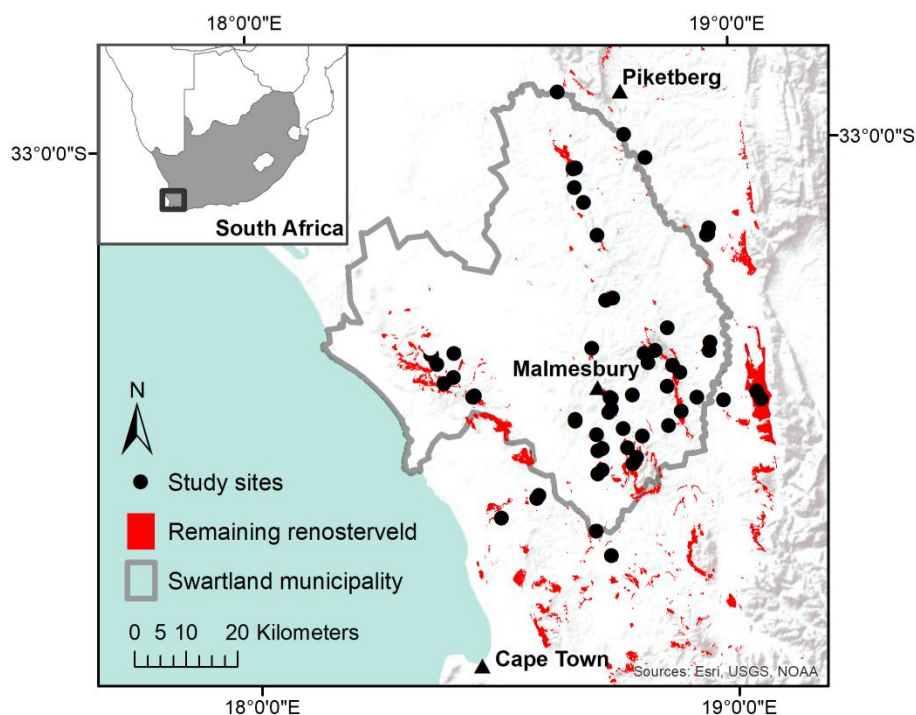 18°0'0"E
19°0'0"E
Piketberg
33°0'0"S
33°0'0"S
South Africa
Malmesbury
N
Study sites
Remaining renosterveld
Swartland municipality
0 5 10 20 Kilometers
Cape Town
Sources: Esri, USGS, NOAA
18°0'0"E
19°0'0"E